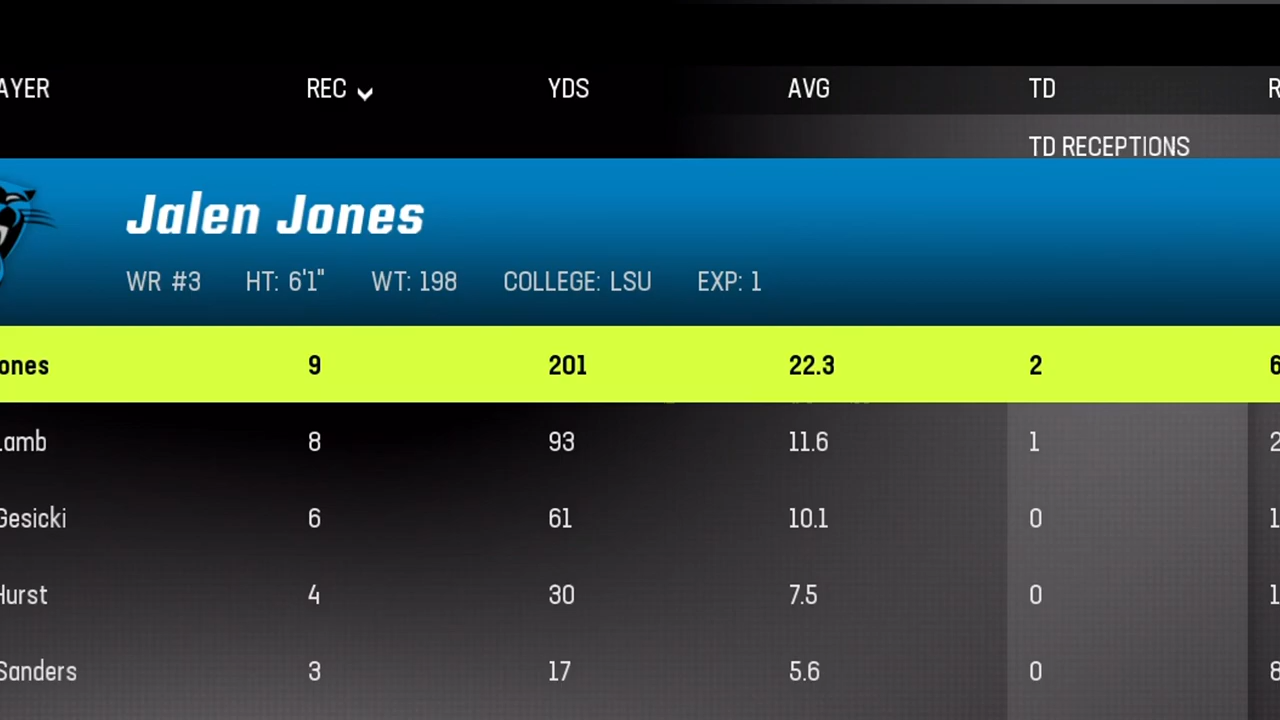 AYER REC YDS AVG TD R
TD RECEPTIONS
Jalen Jones
WR #3 HT: 6'1" WT: 198 COLLEGE: LSU EXP: 1
ones 9 201 22.3 2 6
Lamb 8 93 11.6 1 2
Gesicki 6 61 10.1 0 1
Hurst 4 30 7.5 0 1
Sanders 3 17 5.6 0 8